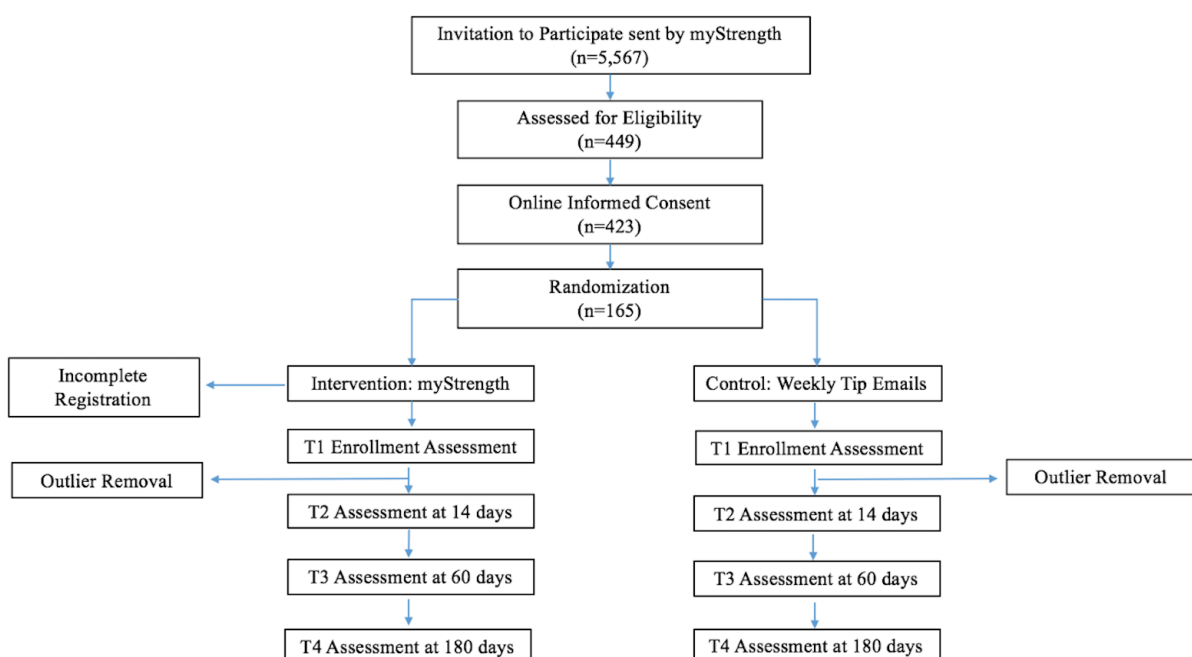 Invitation to Participate sent by myStrength
(n=5,567)
Assessed for Eligibility
(n=449)
Online Informed Consent
(n=423)
Randomization
(n=165)
Incomplete
Registration
Intervention: myStrength
Control: Weekly Tip Emails
T1 Enrollment Assessment
T1 Enrollment Assessment
Outlier Removal
Outlier Removal
T2 Assessment at 14 days
T2 Assessment at 14 days
T3 Assessment at 60 days
T3 Assessment at 60 days
T4 Assessment at 180 days
T4 Assessment at 180 days